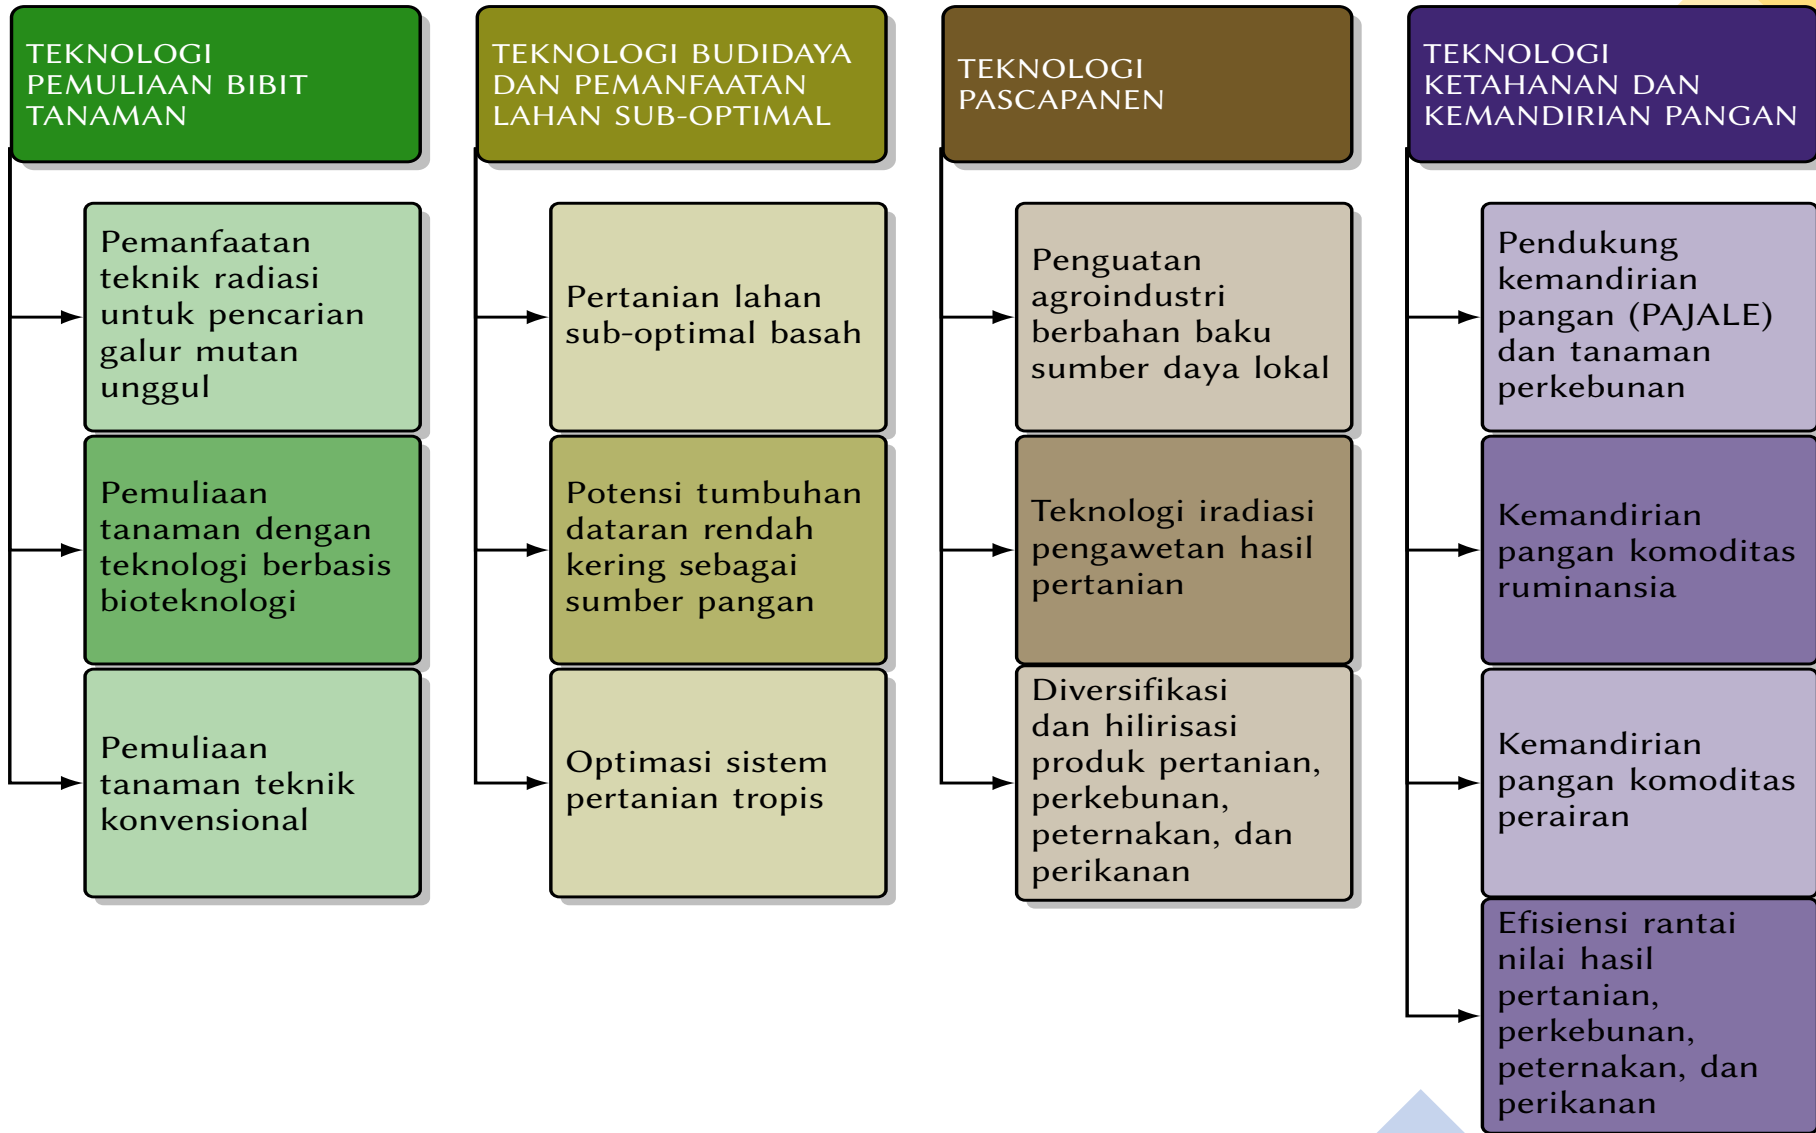 TEKNOLOGI
PEMULIAAN BIBIT
TANAMAN
Pemanfaatan
teknik radiasi
untuk pencarian
galur mutan
unggul
Pemuliaan
tanaman dengan
teknologi berbasis
bioteknologi
Pemuliaan
tanaman teknik
konvensional
TEKNOLOGI BUDIDAYA
DAN PEMANFAATAN
LAHAN SUB-OPTIMAL
Pertanian lahan
sub-optimal basah
Potensi tumbuhan
dataran rendah
kering sebagai
sumber pangan
Optimasi sistem
pertanian tropis
TEKNOLOGI
PASCAPANEN
Penguatan
agroindustri
berbahan baku
sumber daya lokal
Teknologi iradiasi
pengawetan hasil
pertanian
Diversifikasi
dan hilirisasi
produk pertanian,
perkebunan,
peternakan, dan
perikanan
TEKNOLOGI
KETAHANAN DAN
KEMANDIRIAN PANGAN
Pendukung
kemandirian
pangan (PAJALE)
dan tanaman
perkebunan
Kemandirian
pangan komoditas
ruminansia
Kemandirian
pangan komoditas
perairan
Efisiensi rantai
nilai hasil
pertanian,
perkebunan,
peternakan, dan
perikanan